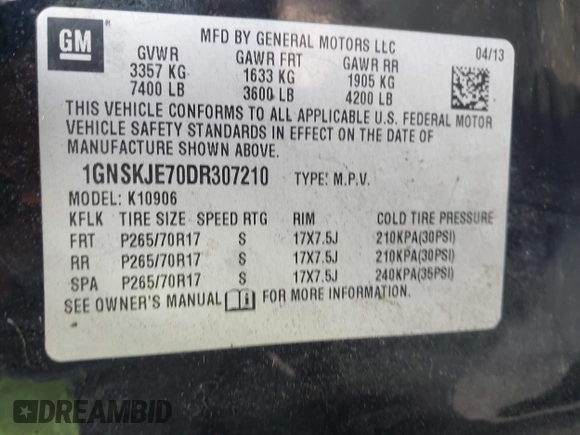 GM
MFD BY GENERAL MOTORS LLC
04/13
GVWR GAWR FRT GAWR RR
3357 KG 1633 KG 1905 KG
7400 LB 3600 LB 4200 LB
THIS VEHICLE CONFORMS TO ALL APPLICABLE U.S. FEDERAL MOTOR
VEHICLE SAFETY STANDARDS IN EFFECT ON THE DATE OF
MANUFACTURE SHOWN ABOVE.
1GNSKJE70DR307210 TYPE: M.P.V.
MODEL: K10906
KFLK TIRE SIZE SPEED RTG RIM COLD TIRE PRESSURE
FRT P265/70R17 S 17X7.5J 210KPA(30PSI)
RR P265/70R17 S 17X7.5J 210KPA(30PSI)
SPA P265/70R17 S 17X7.5J 240KPA(35PSI)
SEE OWNER'S MANUAL FOR MORE INFORMATION.
DREAMBID